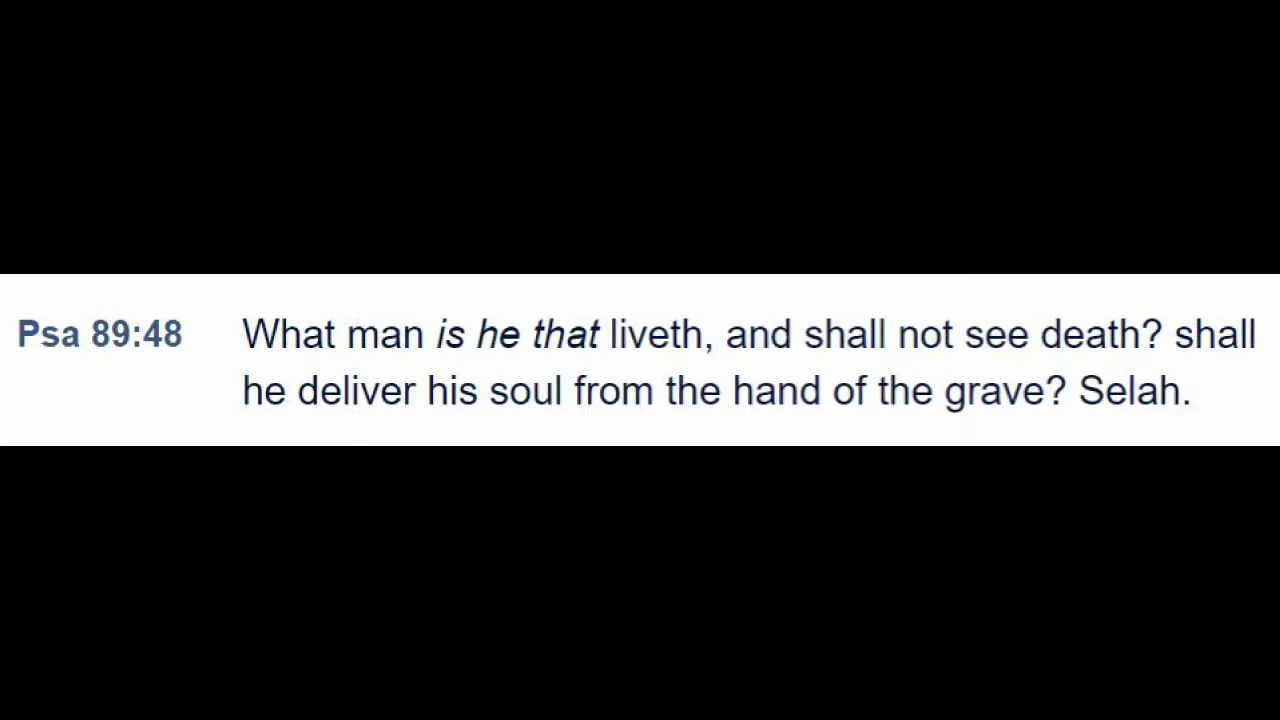 Psa 89:48 What man is he that liveth, and shall not see death? shall
he deliver his soul from the hand of the grave? Selah.